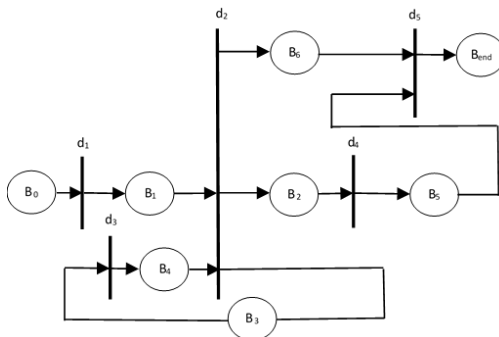 d₂
d₅
B₆
Bend
d₁
d₄
B₀
B₁
B₂
B₅
d₃
B₄
B₃